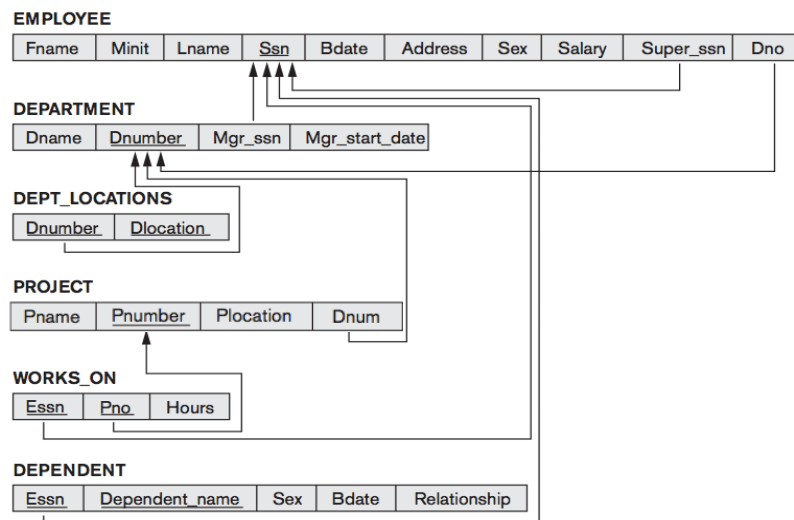 EMPLOYEE
Fname Minit Lname Ssn Bdate Address Sex Salary Super_ssn Dno
DEPARTMENT
Dname Dnumber Mgr_ssn Mgr_start_date
DEPT_LOCATIONS
Dnumber Dlocation
PROJECT
Pname Pnumber Plocation Dnum
WORKS_ON
Essn Pno Hours
DEPENDENT
Essn Dependent_name Sex Bdate Relationship